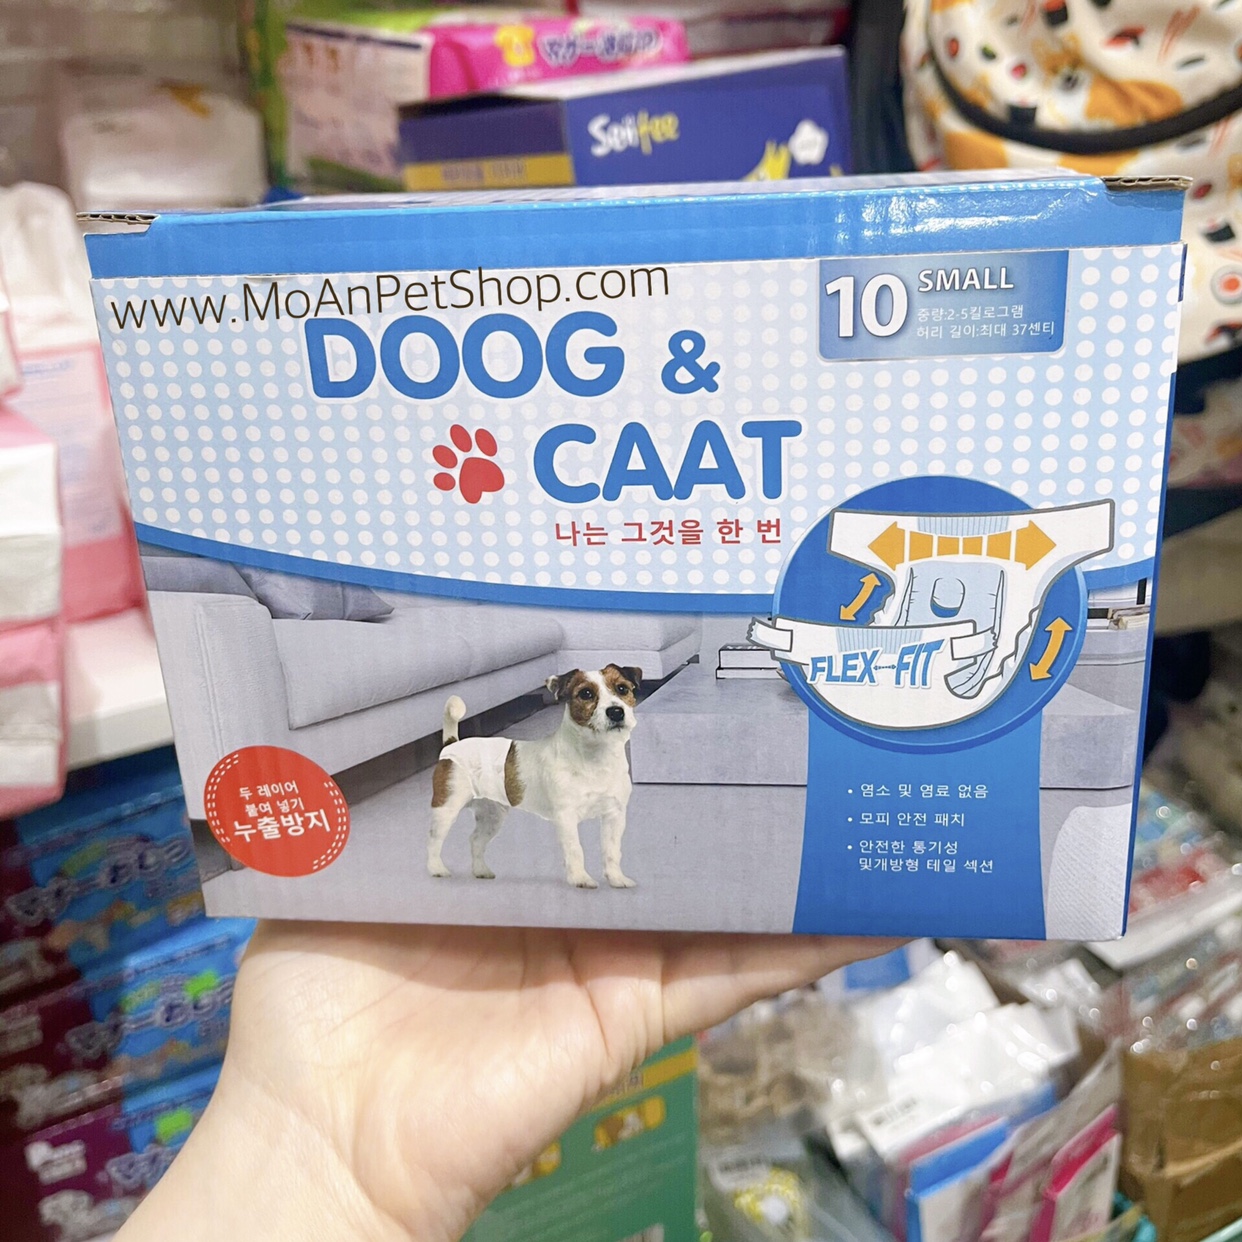 Senfee
www.MoAnPetShop.com
10 SMALL
중량:2-5킬로그램
허리 길이:최대 37센티
DOOG &
CAAT
나는 그것을 한 번
FLEX FIT
두 레이어
붙여 넣기
누출방지
• 염소 및 염료 없음
• 모피 안전 패치
• 안전한 통기성
및개방형 테일 섹션